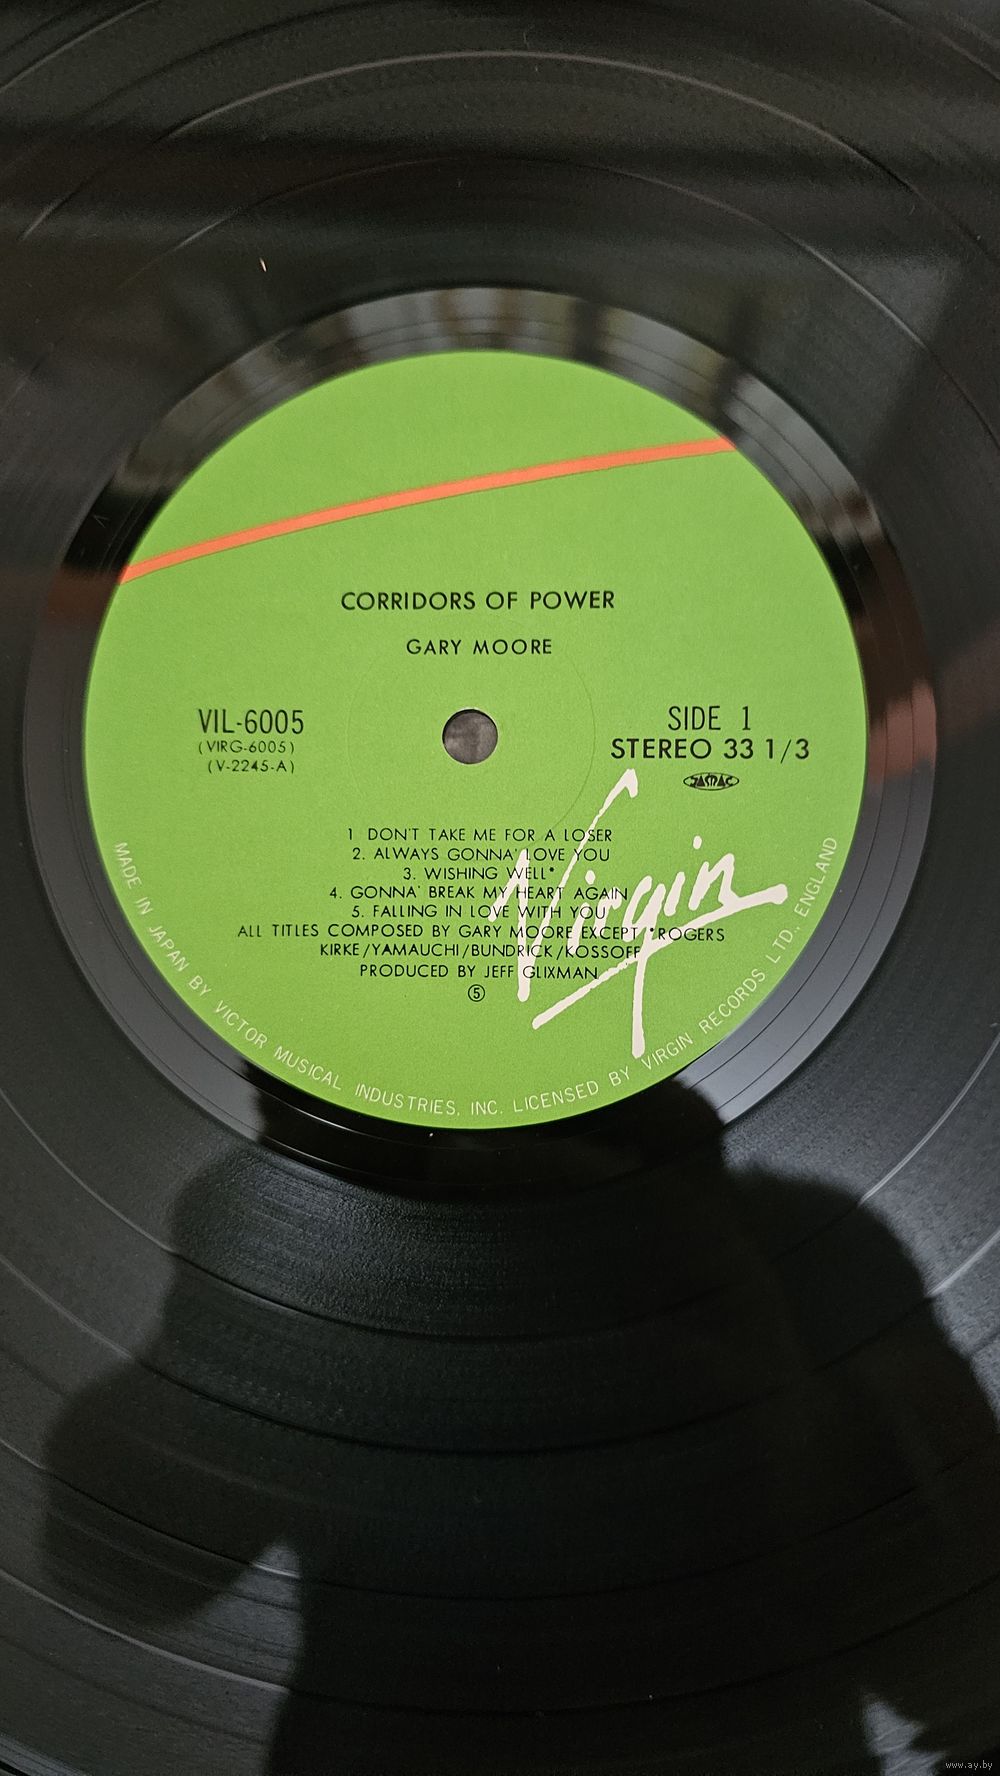 CORRIDORS OF POWER
GARY MOORE
VIL-6005
(VIRG-6005)
(V-2245-A)
SIDE 1
STEREO 33 1/3
JASRAC
1 DON'T TAKE ME FOR A LOSER
2. ALWAYS GONNA' LOVE YOU
3. WISHING WELL*
4. GONNA' BREAK MY HEART AGAIN
5. FALLING IN LOVE WITH YOU
ALL TITLES COMPOSED BY GARY MOORE EXCEPT *ROGERS
KIRKE/YAMAUCHI/BUNDRICK/KOSSOFF
PRODUCED BY JEFF GLIXMAN
⑤
Virgin
MADE IN JAPAN BY VICTOR MUSICAL INDUSTRIES, INC. LICENSED BY VIRGIN RECORDS LTD., ENGLAND
www.ay.by